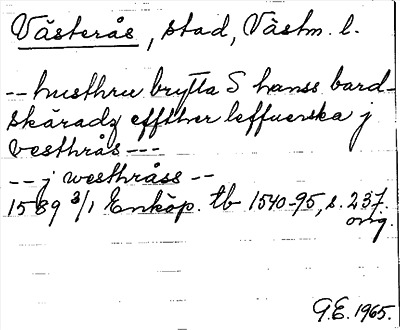 Västerås, stad, Västm. l.
-- husthru brytta S hanss bard-
skäradz effther leffuerska j
vesthrås ---
-- j westhråss --
1589 3/1 Enköp. tb 1540-95, s. 237.
orig.
G.E. 1965.